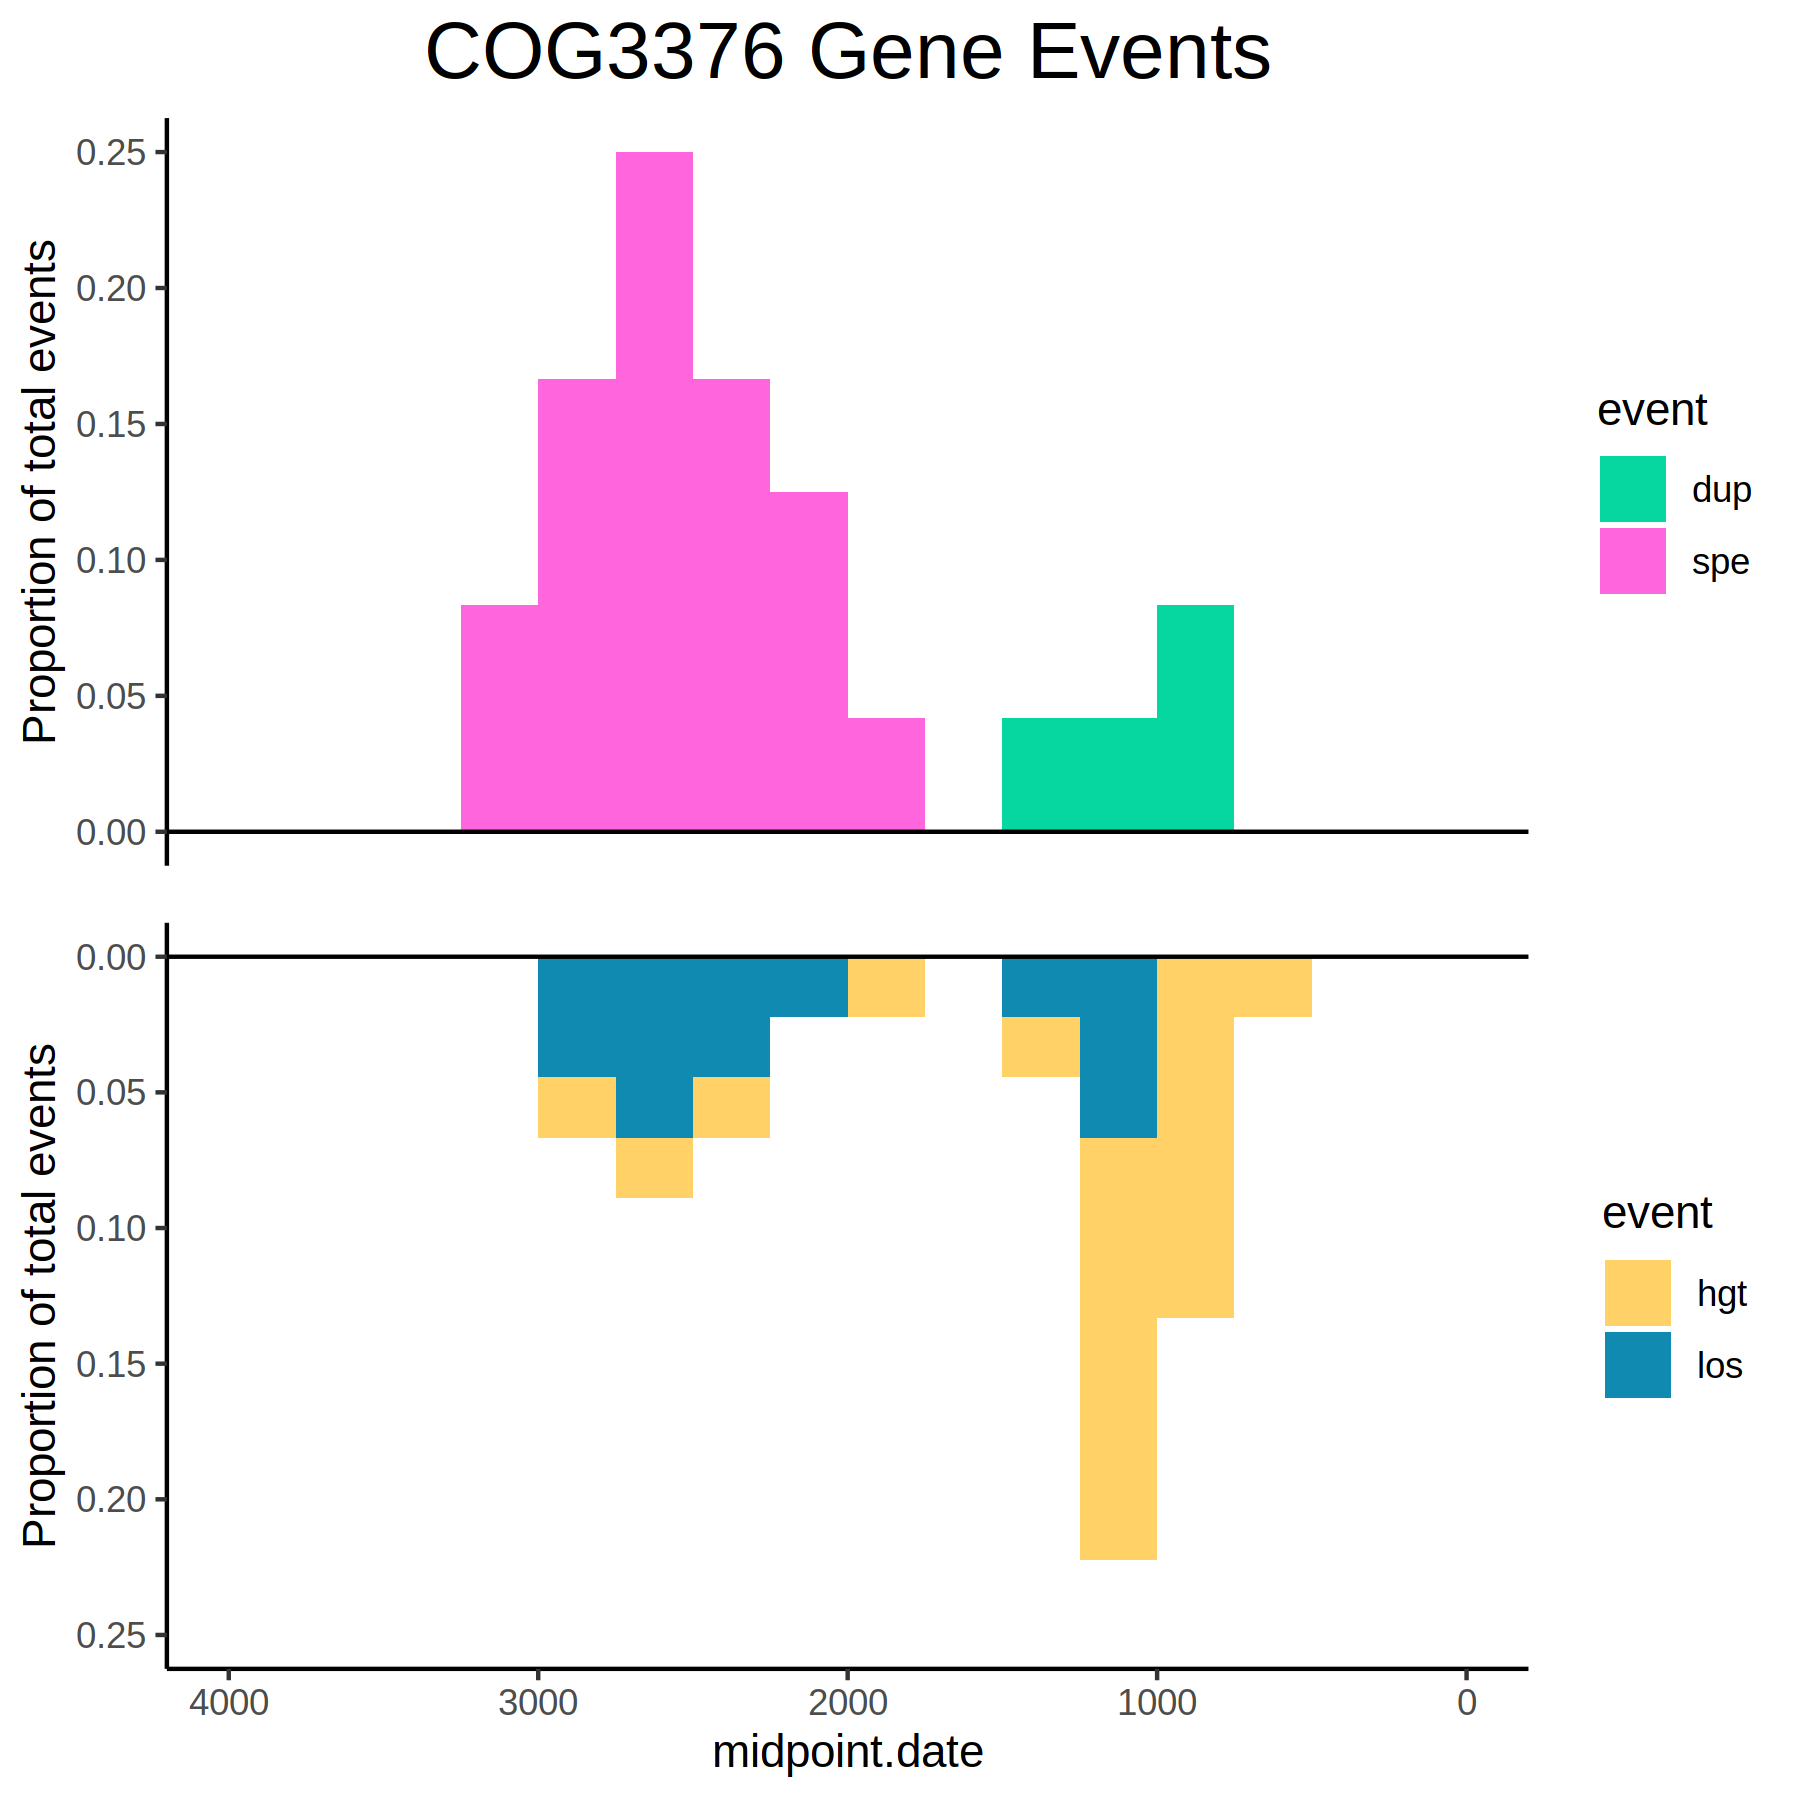 COG3376 Gene Events
Proportion of total events
0.25
0.20
0.15
0.10
0.05
0.00
event
dup
spe
Proportion of total events
0.00
0.05
0.10
0.15
0.20
0.25
event
hgt
los
4000 3000 2000 1000 0
midpoint.date